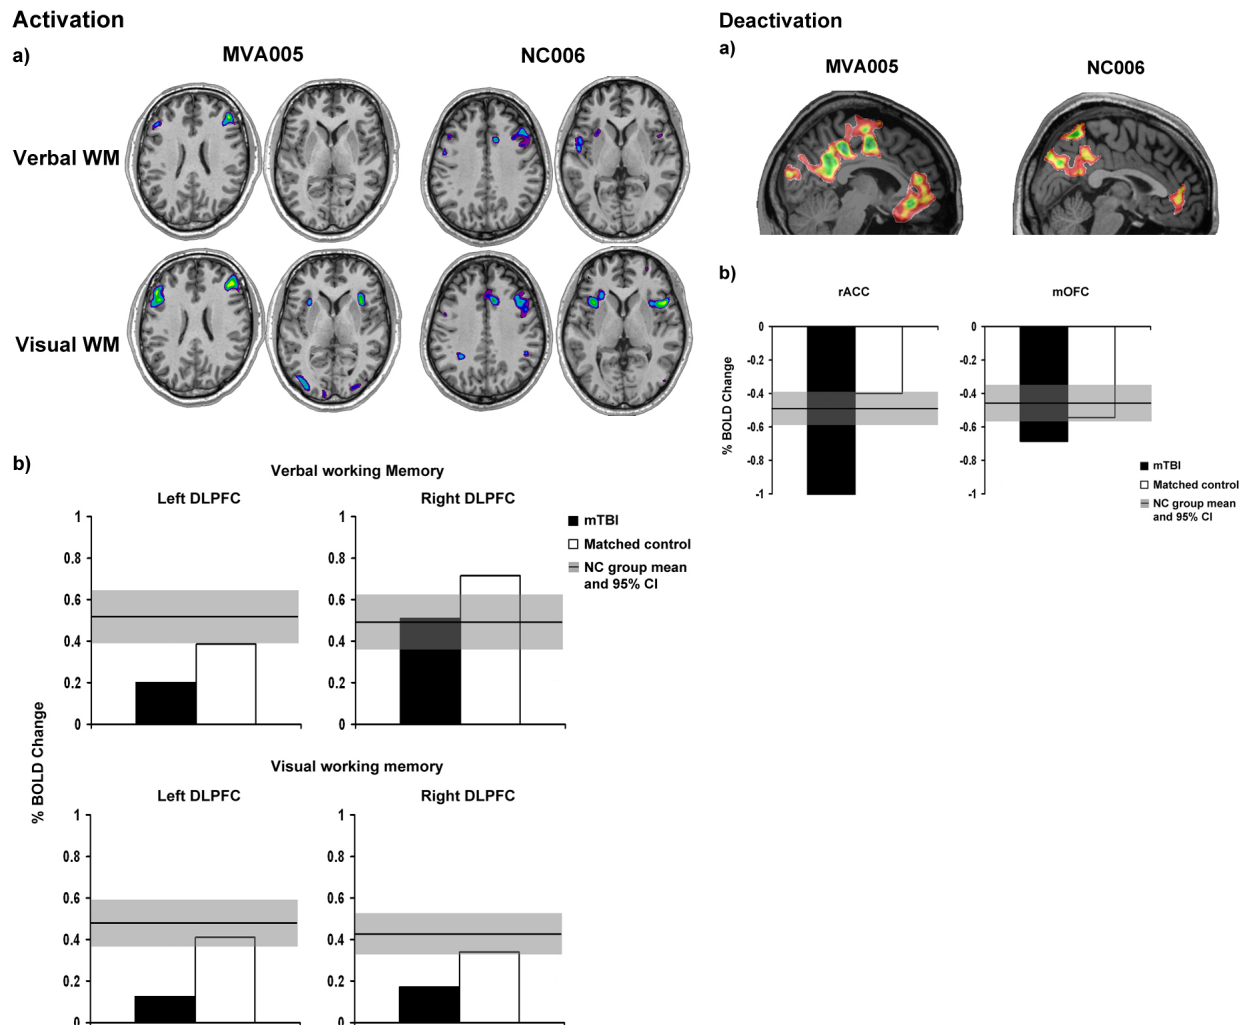 Activation
a)
MVA005
NC006
Verbal WM
Visual WM
b)
Verbal working Memory
Left DLPFC
Right DLPFC
1
0.8
0.6
0.4
0.2
0
1
0.8
0.6
0.4
0.2
0
mTBI
Matched control
NC group mean
and 95% CI
% BOLD Change
Visual working memory
Left DLPFC
Right DLPFC
1
0.8
0.6
0.4
0.2
0
1
0.8
0.6
0.4
0.2
0
Deactivation
a)
MVA005
NC006
b)
rACC
mOFC
% BOLD Change
0
-0.2
-0.4
-0.6
-0.8
-1
0
-0.2
-0.4
-0.6
-0.8
-1
mTBI
Matched control
NC group mean
and 95% CI